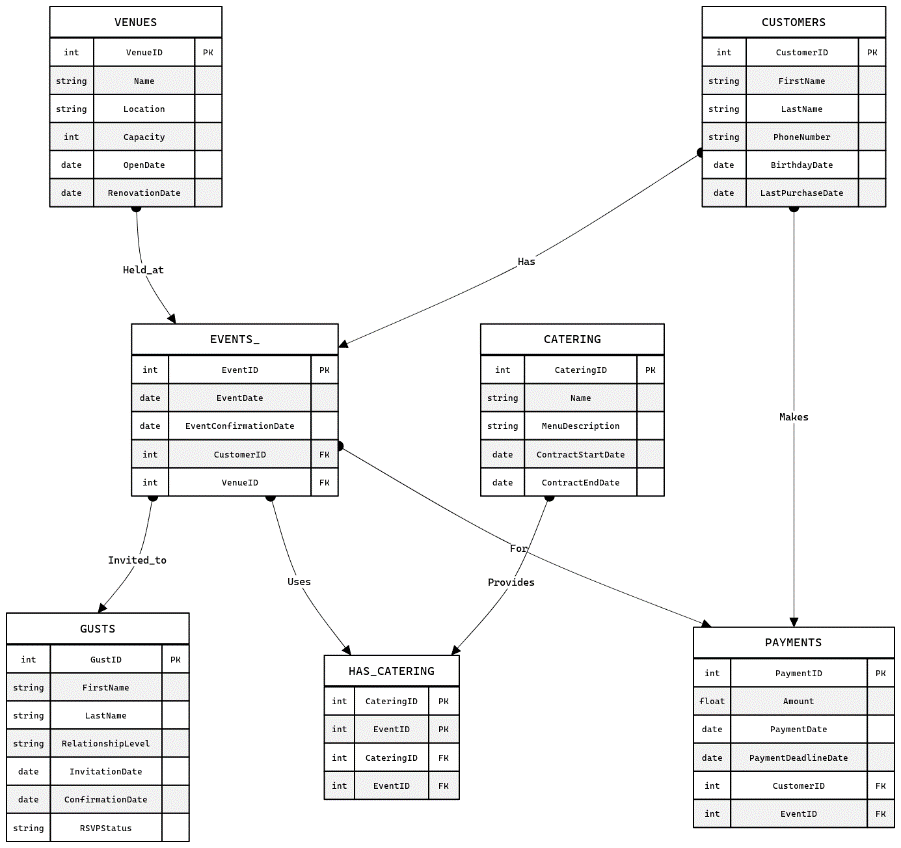 VENUES
int VenueID PK
string Name
string Location
int Capacity
date OpenDate
date RenovationDate
CUSTOMERS
int CustomerID PK
string FirstName
string LastName
string PhoneNumber
date BirthdayDate
date LastPurchaseDate
Held_at
Has
EVENTS_
int EventID PK
date EventDate
date EventConfirmationDate
int CustomerID FK
int VenueID FK
CATERING
int CateringID PK
string Name
string MenuDescription
date ContractStartDate
date ContractEndDate
Makes
Invited_to
Uses
For
Provides
GUSTS
int GustID PK
string FirstName
string LastName
string RelationshipLevel
date InvitationDate
date ConfirmationDate
string RSVPStatus
HAS_CATERING
int CateringID PK
int EventID PK
int CateringID FK
int EventID FK
PAYMENTS
int PaymentID PK
float Amount
date PaymentDate
date PaymentDeadlineDate
int CustomerID FK
int EventID FK